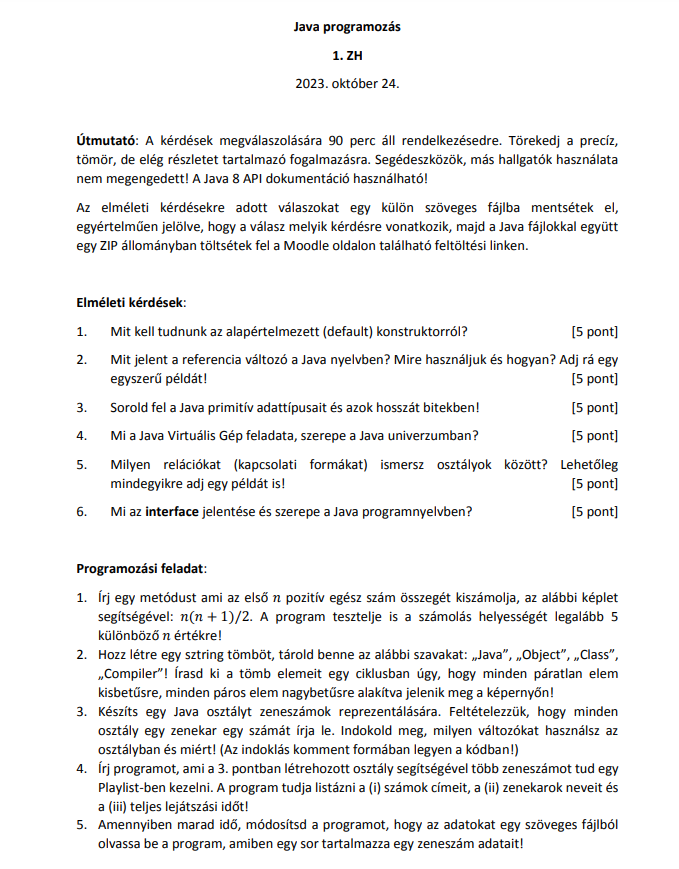 Java programozás
1. ZH
2023. október 24.
Útmutató: A kérdések megválaszolására 90 perc áll rendelkezésedre. Törekedj a precíz,
tömör, de elég részletet tartalmazó fogalmazásra. Segédeszközök, más hallgatók használata
nem megengedett! A Java 8 API dokumentáció használható!
Az elméleti kérdésekre adott válaszokat egy külön szöveges fájlba mentsétek el,
egyértelműen jelölve, hogy a válasz melyik kérdésre vonatkozik, majd a Java fájlokkal együtt
egy ZIP állományban töltsétek fel a Moodle oldalon található feltöltési linken.
Elméleti kérdések:
1. Mit kell tudnunk az alapértelmezett (default) konstruktorról? [5 pont]
2. Mit jelent a referencia változó a Java nyelvben? Mire használjuk és hogyan? Adj rá egy
egyszerű példát! [5 pont]
3. Sorold fel a Java primitív adattípusait és azok hosszát bitekben! [5 pont]
4. Mi a Java Virtuális Gép feladata, szerepe a Java univerzumban? [5 pont]
5. Milyen relációkat (kapcsolati formákat) ismersz osztályok között? Lehetőleg
mindegyikre adj egy példát is! [5 pont]
6. Mi az interface jelentése és szerepe a Java programnyelvben? [5 pont]
Programozási feladat:
1. Írj egy metódust ami az első n pozitív egész szám összegét kiszámolja, az alábbi képlet
segítségével: n(n + 1)/2. A program tesztelje is a számolás helyességét legalább 5
különböző n értékre!
2. Hozz létre egy sztring tömböt, tárold benne az alábbi szavakat: „Java”, „Object”, „Class”,
„Compiler”! Írasd ki a tömb elemeit egy ciklusban úgy, hogy minden páratlan elem
kisbetűsre, minden páros elem nagybetűsre alakítva jelenik meg a képernyőn!
3. Készíts egy Java osztályt zeneszámok reprezentálására. Feltételezzük, hogy minden
osztály egy zenekar egy számát írja le. Indokold meg, milyen változókat használsz az
osztályban és miért! (Az indoklás komment formában legyen a kódban!)
4. Írj programot, ami a 3. pontban létrehozott osztály segítségével több zeneszámot tud egy
Playlist-ben kezelni. A program tudja listázni a (i) számok címeit, a (ii) zenekarok neveit és
a (iii) teljes lejátszási időt!
5. Amennyiben marad idő, módosítsd a programot, hogy az adatokat egy szöveges fájlból
olvassa be a program, amiben egy sor tartalmazza egy zeneszám adatait!